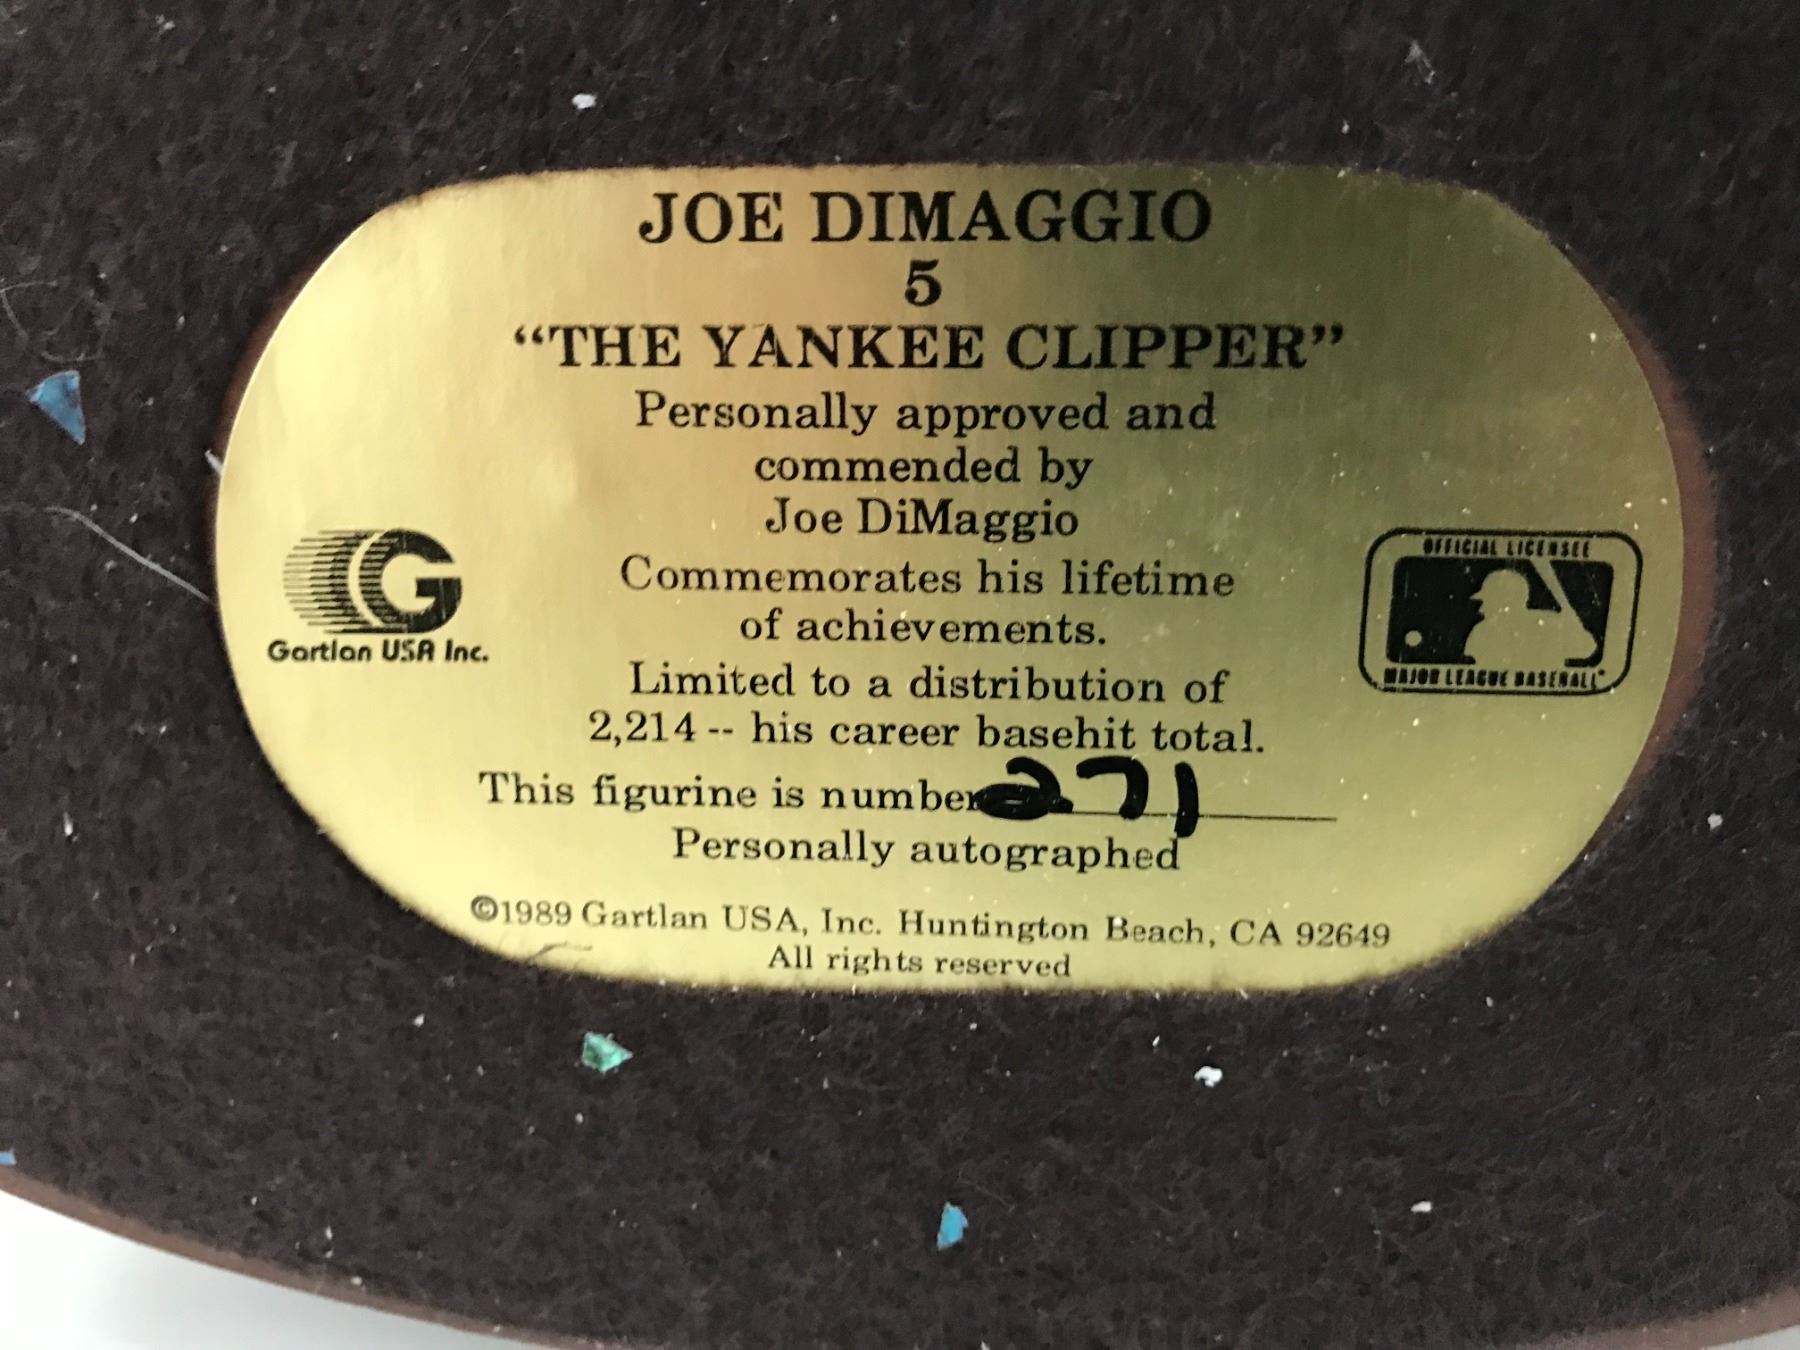 JOE DIMAGGIO
5
“THE YANKEE CLIPPER”
Personally approved and
commended by
Joe DiMaggio
Commemorates his lifetime
of achievements.
Limited to a distribution of
2,214 -- his career basehit total.
This figurine is number 271
Personally autographed
©1989 Gartlan USA, Inc. Huntington Beach, CA 92649
All rights reserved
G
Gartlan USA Inc.
OFFICIAL LICENSEE
MAJOR LEAGUE BASEBALL